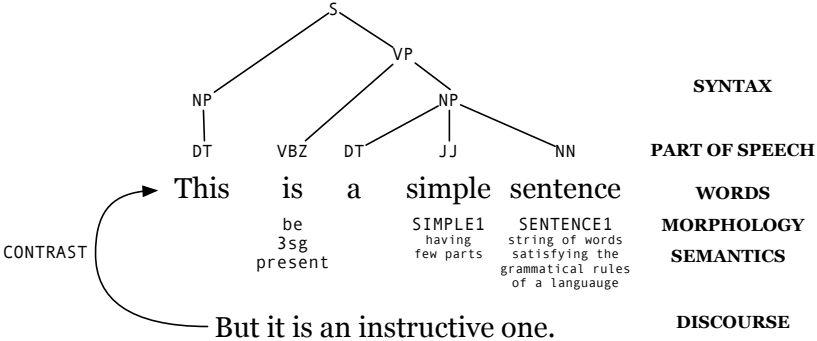 S
VP
NP NP SYNTAX
DT VBZ DT JJ NN PART OF SPEECH
This is a simple sentence WORDS
be SIMPLE1 SENTENCE1 MORPHOLOGY
3sg having string of words
present few parts satisfying the SEMANTICS
grammatical rules
of a languauge
CONTRAST
But it is an instructive one. DISCOURSE